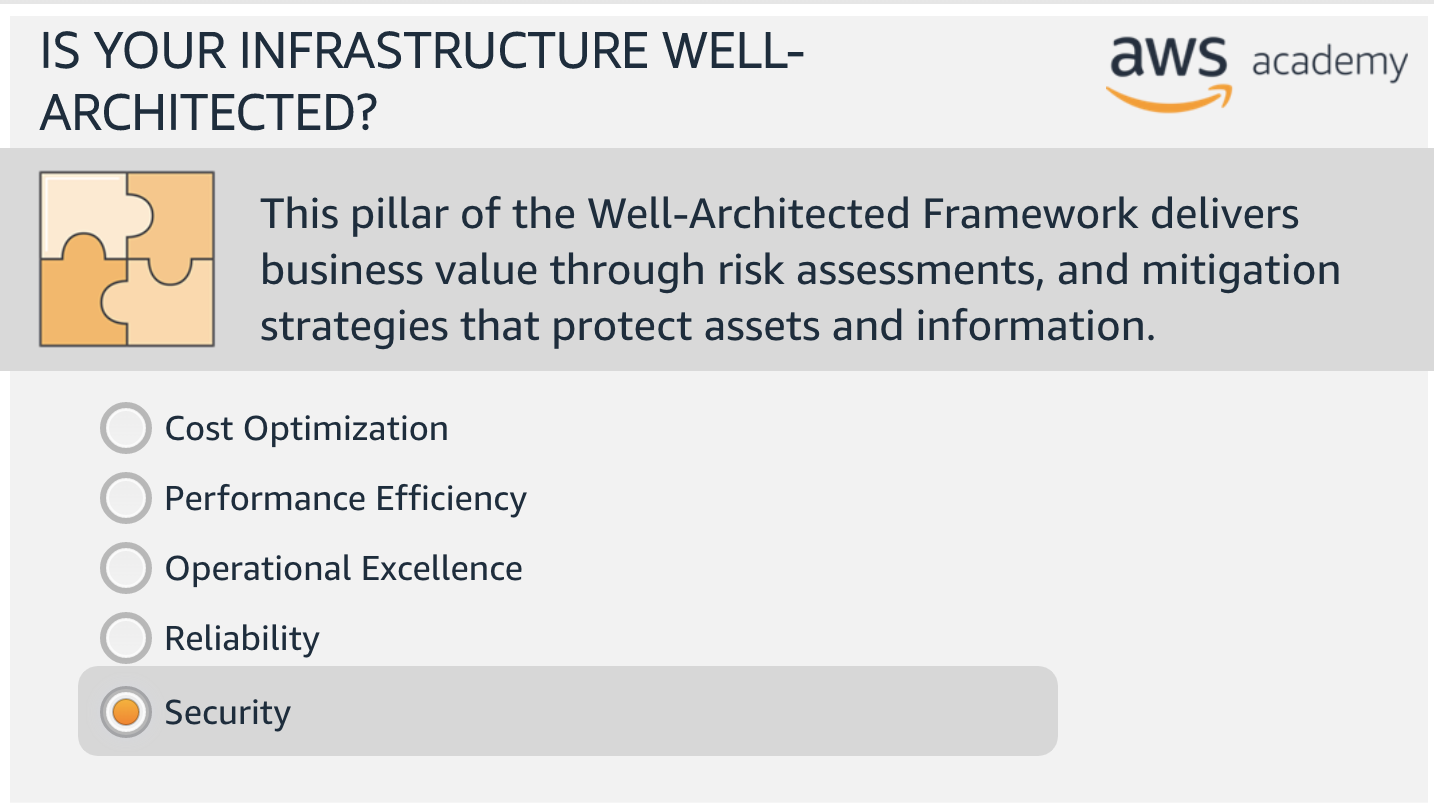 IS YOUR INFRASTRUCTURE WELL-
ARCHITECTED?
aws academy
This pillar of the Well-Architected Framework delivers
business value through risk assessments, and mitigation
strategies that protect assets and information.
Cost Optimization
Performance Efficiency
Operational Excellence
Reliability
Security